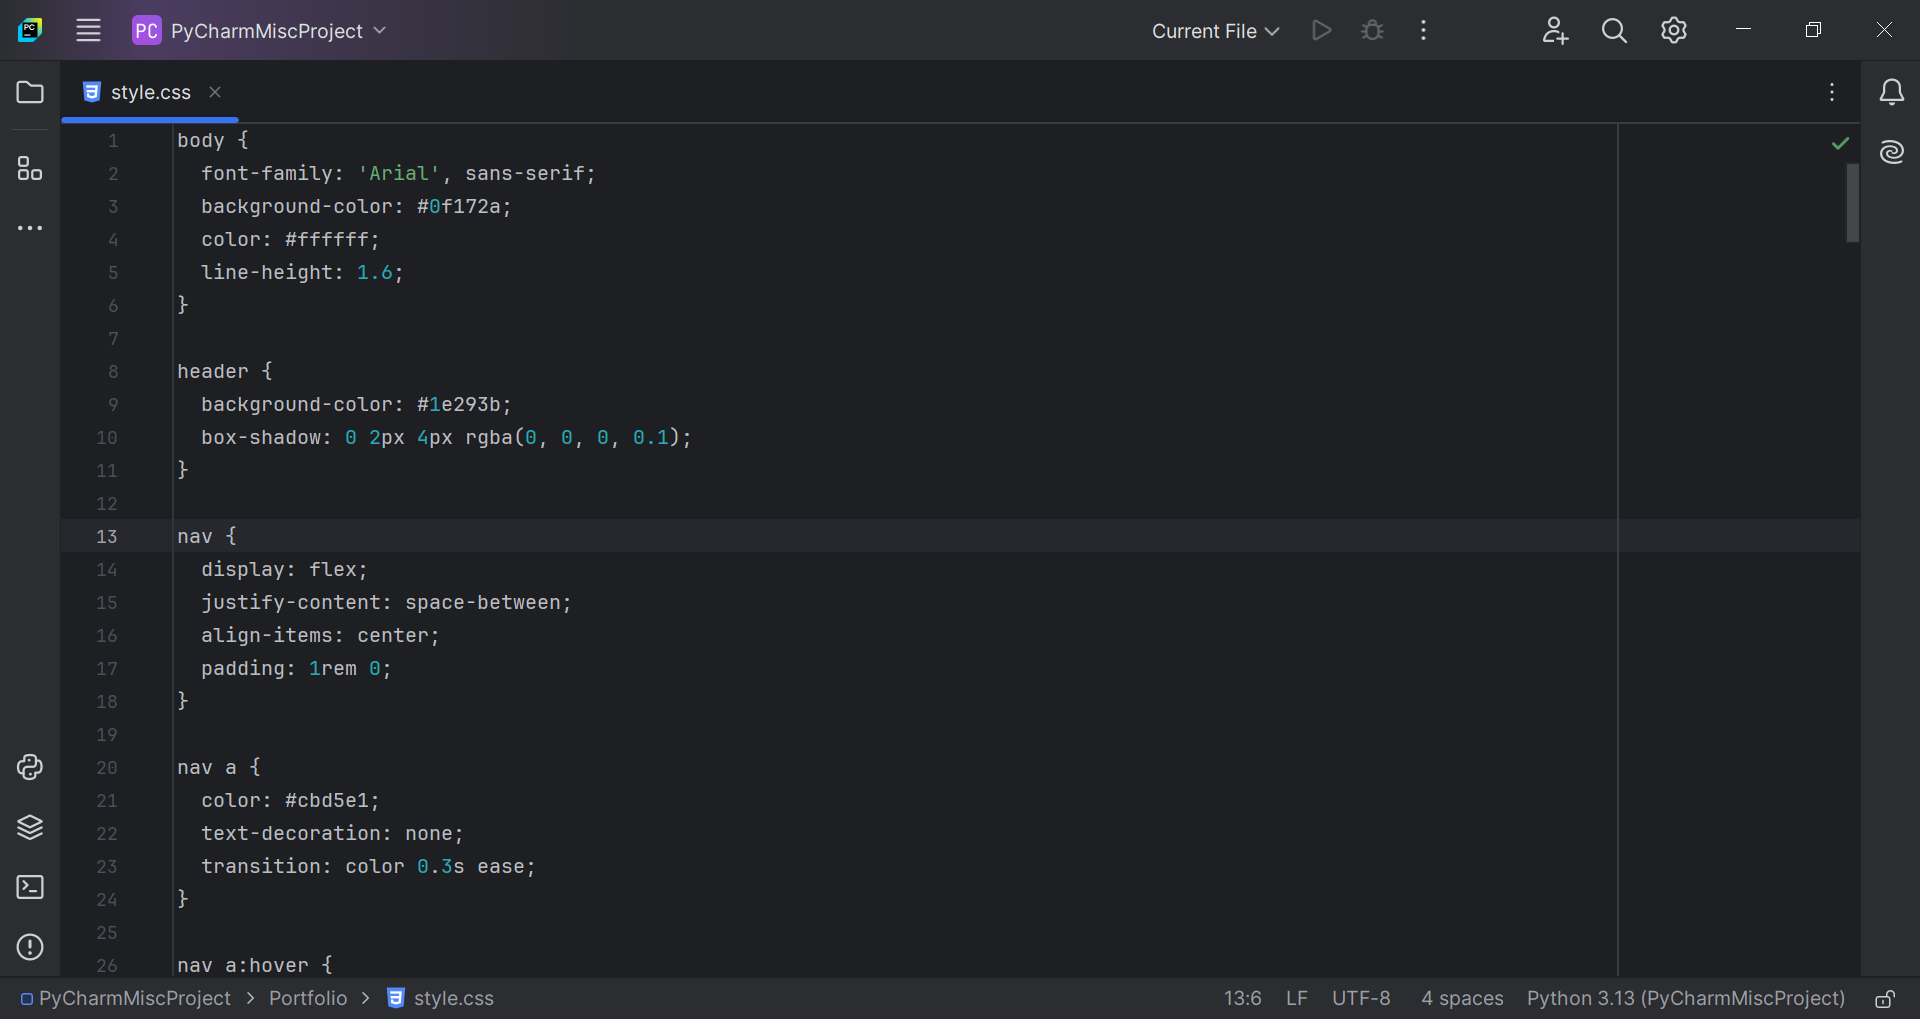 PC PyCharmMiscProject Current File
style.css
1 body {
2 font-family: 'Arial', sans-serif;
3 background-color: #0f172a;
4 color: #ffffff;
5 line-height: 1.6;
6 }
7
8 header {
9 background-color: #1e293b;
10 box-shadow: 0 2px 4px rgba(0, 0, 0, 0.1);
11 }
12
13 nav {
14 display: flex;
15 justify-content: space-between;
16 align-items: center;
17 padding: 1rem 0;
18 }
19
20 nav a {
21 color: #cbd5e1;
22 text-decoration: none;
23 transition: color 0.3s ease;
24 }
25
26 nav a:hover {
PyCharmMiscProject > Portfolio > style.css 13:6 LF UTF-8 4 spaces Python 3.13 (PyCharmMiscProject)